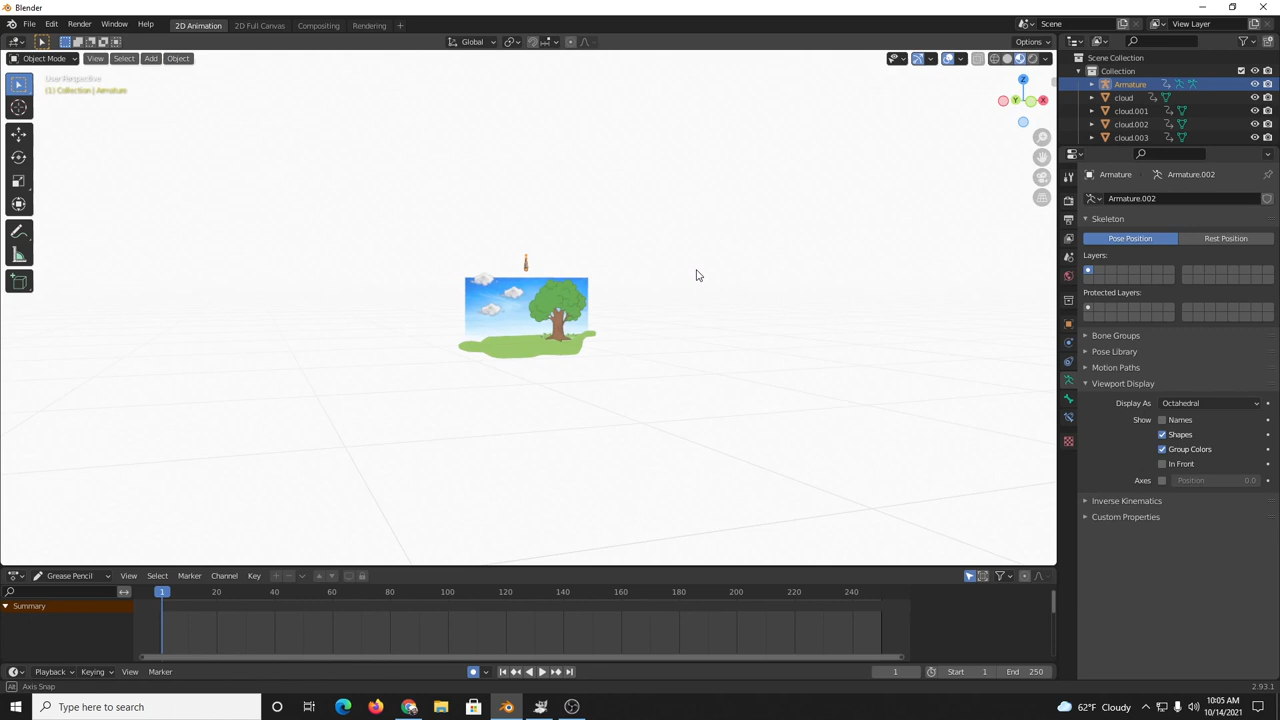 Blender
File Edit Render Window Help 2D Animation 2D Full Canvas Compositing Rendering + Scene View Layer
Global Options
Object Mode View Select Add Object
User Perspective
(1) Collection | Armature
Z
Y X
Scene Collection
Collection
Armature
cloud
cloud.001
cloud.002
cloud.003
Armature Armature.002
Armature.002
Skeleton
Pose Position Rest Position
Layers:
Protected Layers:
Bone Groups
Pose Library
Motion Paths
Viewport Display
Display As Octahedral
Show Names
Shapes
Group Colors
In Front
Axes Position 0.0
Inverse Kinematics
Custom Properties
Grease Pencil View Select Marker Channel Key
1 20 40 60 80 100 120 140 160 180 200 220 240
Summary
Playback Keying View Marker 1 Start 1 End 250
Alt Axis Snap 2.93.1
Type here to search 62°F Cloudy 10:05 AM
10/14/2021